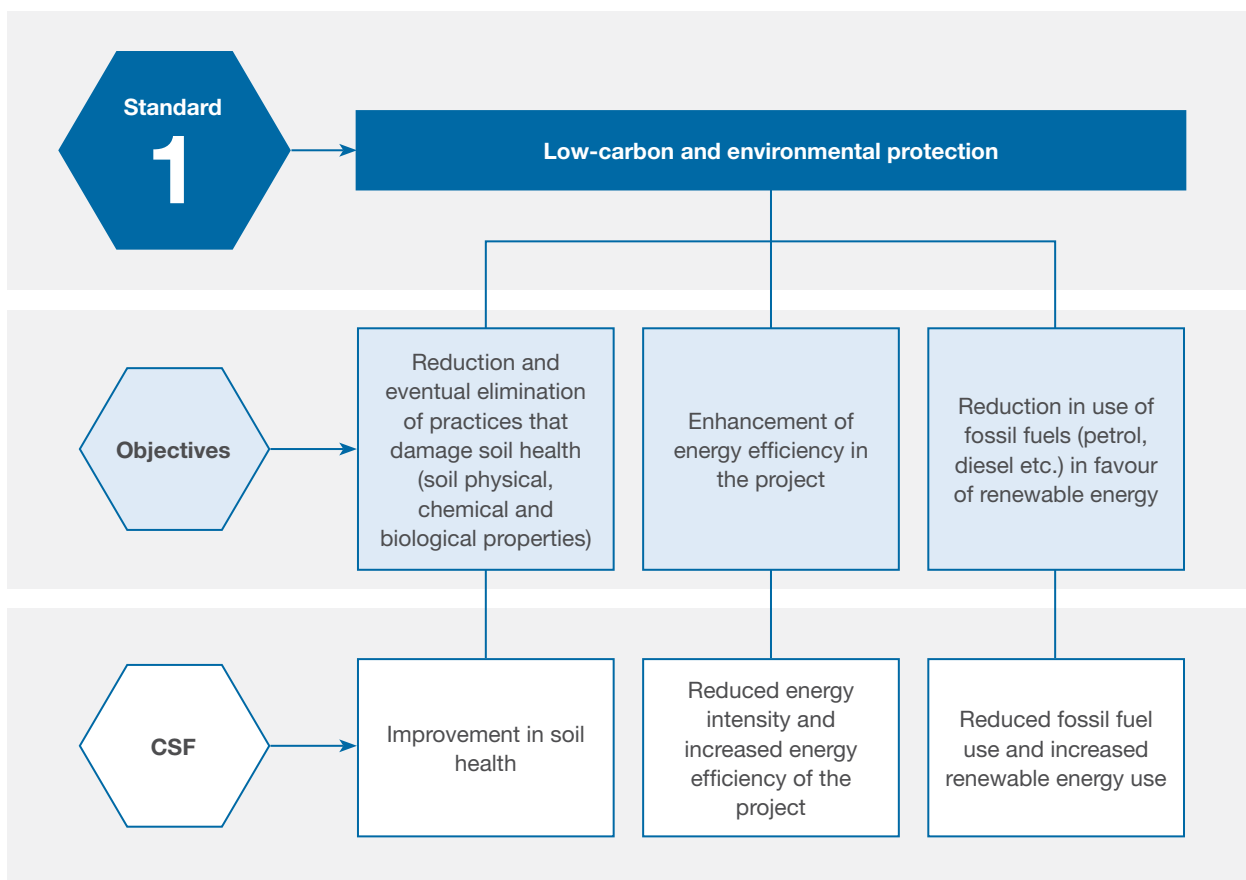 Standard
1
Low-carbon and environmental protection
Objectives
Reduction and
eventual elimination
of practices that
damage soil health
(soil physical,
chemical and
biological properties)
Enhancement of
energy efficiency in
the project
Reduction in use of
fossil fuels (petrol,
diesel etc.) in favour
of renewable energy
CSF
Improvement in soil
health
Reduced energy
intensity and
increased energy
efficiency of the
project
Reduced fossil fuel
use and increased
renewable energy use